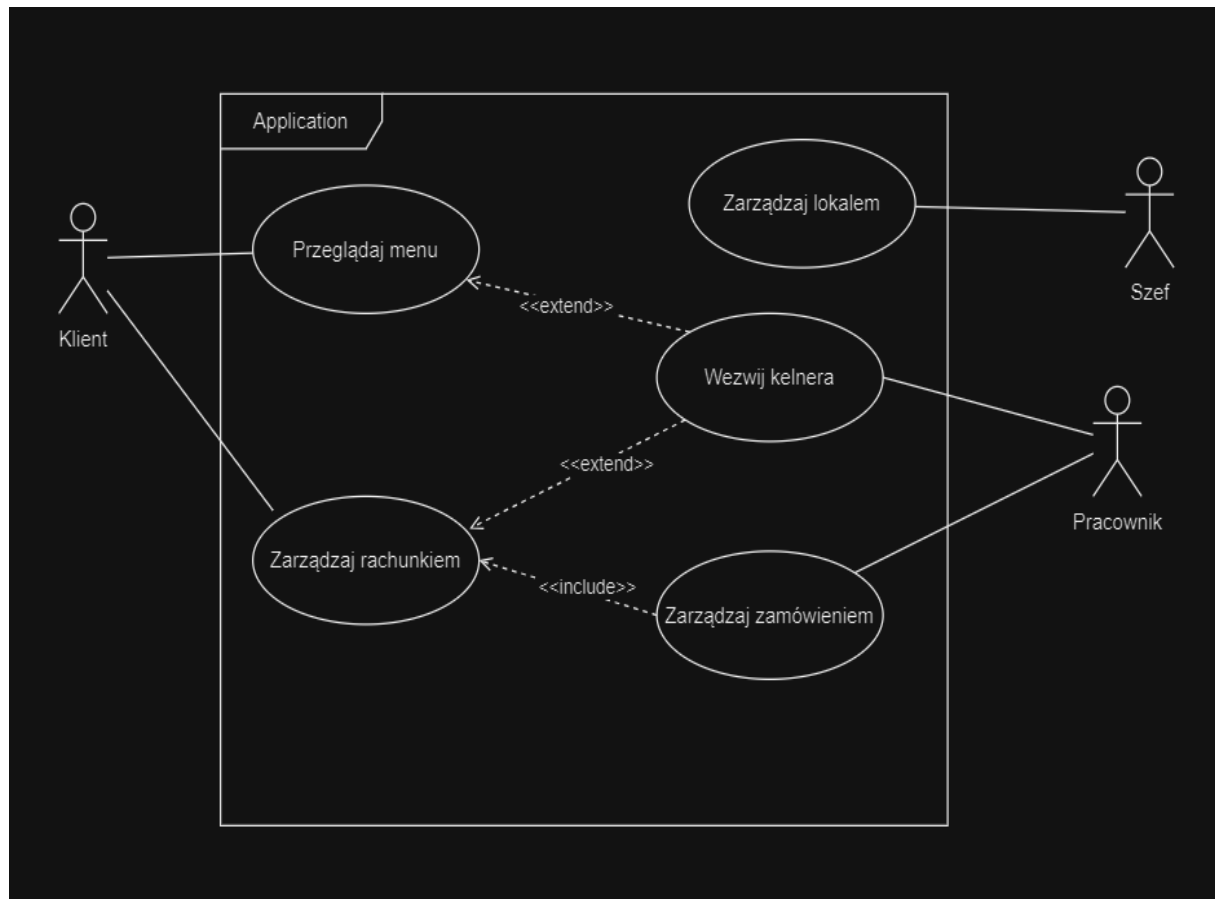 Application
Zarządzaj lokalem
Przeglądaj menu
Szef
<<extend>>
Klient
Wezwij kelnera
<<extend>>
Pracownik
Zarządzaj rachunkiem
<<include>>
Zarządzaj zamówieniem